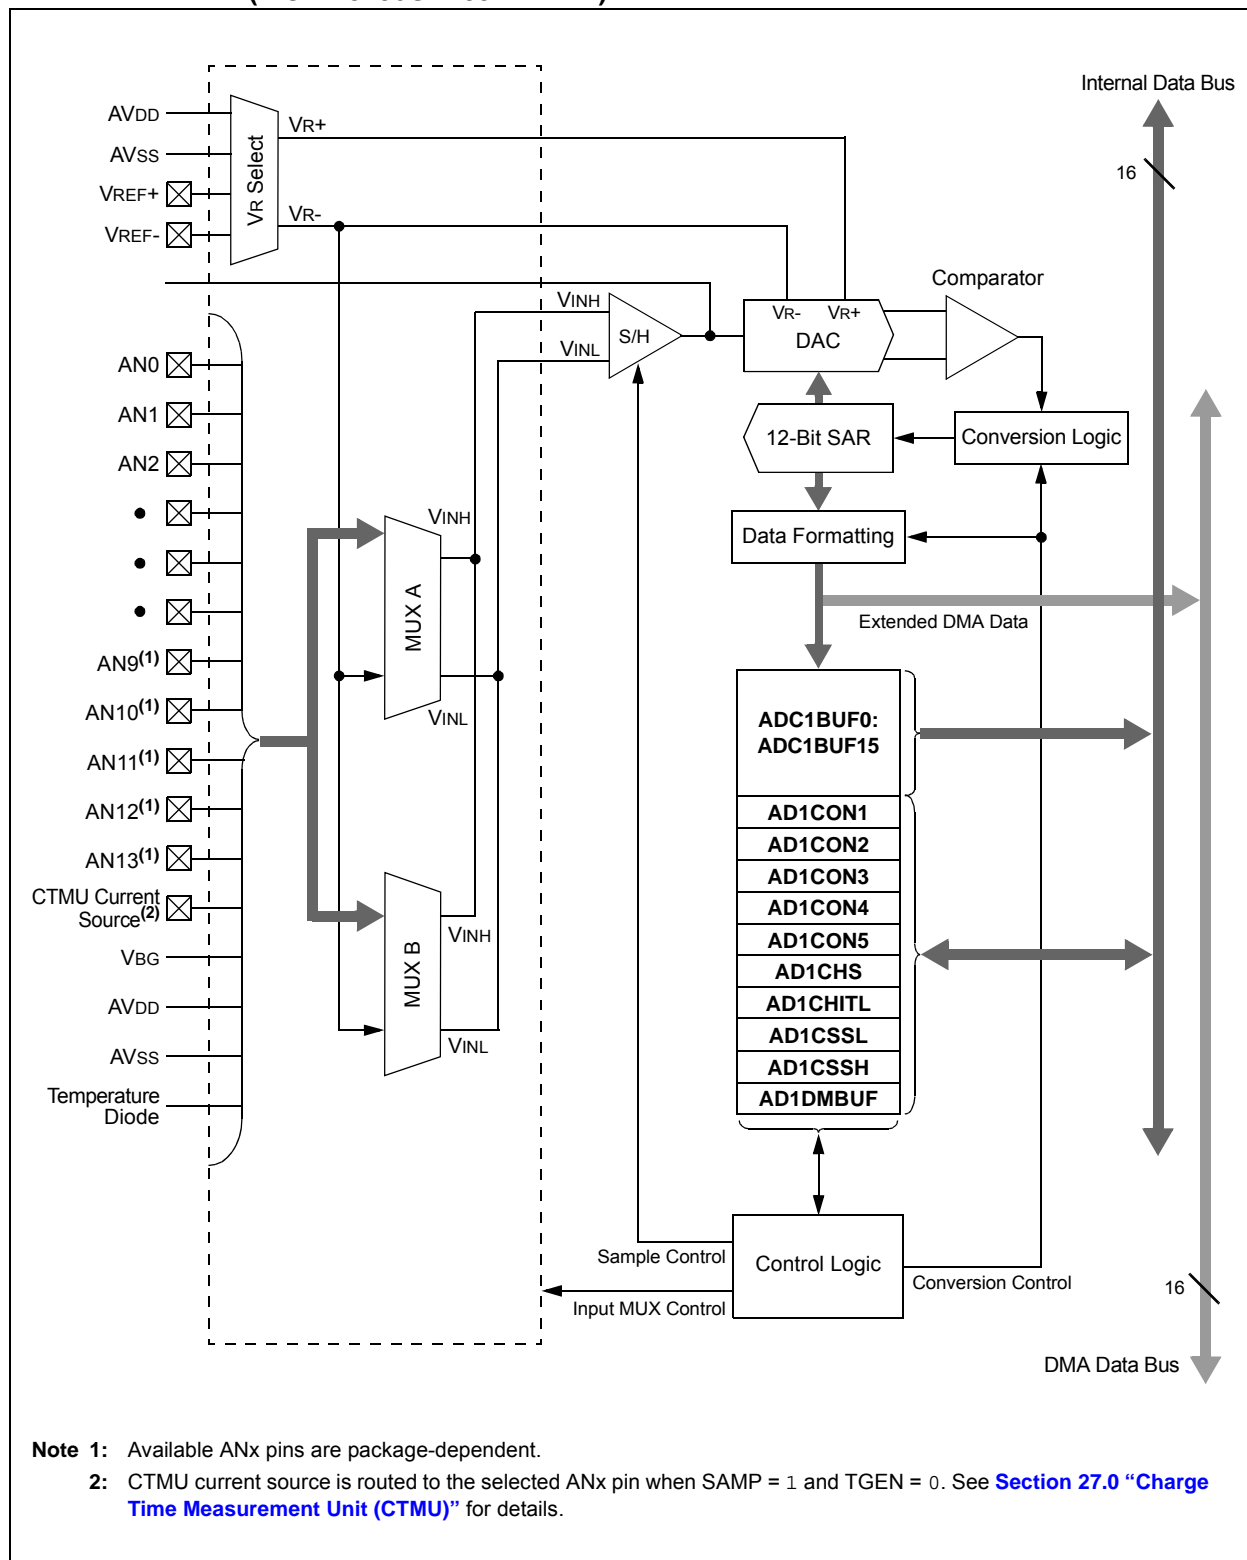 Internal Data Bus
AVDD
VR+
AVSS
16
VR Select
VREF+
VR-
VREF-
Comparator
VINH
VR- VR+
S/H
DAC
VINL
AN0
AN1
12-Bit SAR
Conversion Logic
AN2
VINH
Data Formatting
MUX A
Extended DMA Data
AN9(1)
AN10(1)
VINL
ADC1BUF0:
ADC1BUF15
AN11(1)
AN12(1)
AD1CON1
AD1CON2
AN13(1)
AD1CON3
CTMU Current
Source(2)
AD1CON4
VINH
AD1CON5
MUX B
VBG
AD1CHS
AVDD
AD1CHITL
AD1CSSL
VINL
AVSS
AD1CSSH
Temperature
Diode
AD1DMBUF
Sample Control
Control Logic
Conversion Control
16
Input MUX Control
DMA Data Bus
Note 1: Available ANx pins are package-dependent.
2: CTMU current source is routed to the selected ANx pin when SAMP = 1 and TGEN = 0. See Section 27.0 “Charge
Time Measurement Unit (CTMU)” for details.